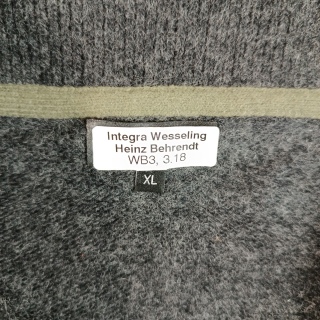 Integra Wesseling
Heinz Behrendt
WB3, 3.18
XL